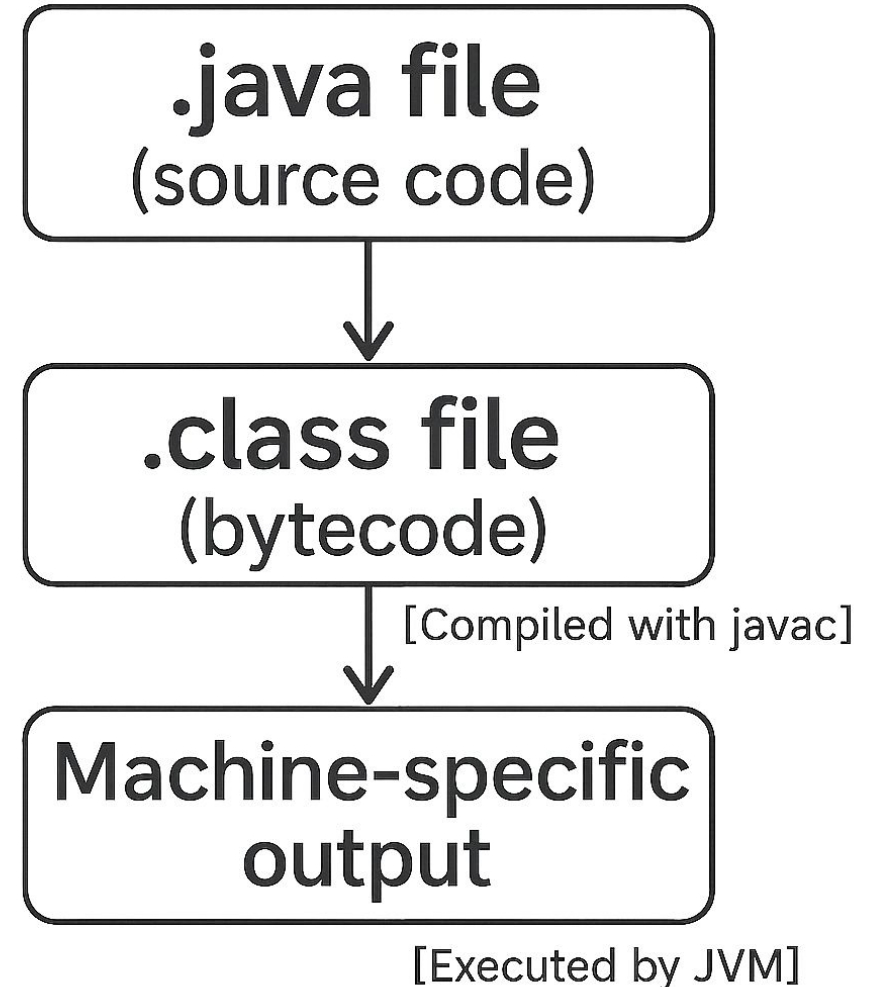 .java file
(source code)
.class file
(bytecode)
[Compiled with javac]
Machine-specific
output
[Executed by JVM]